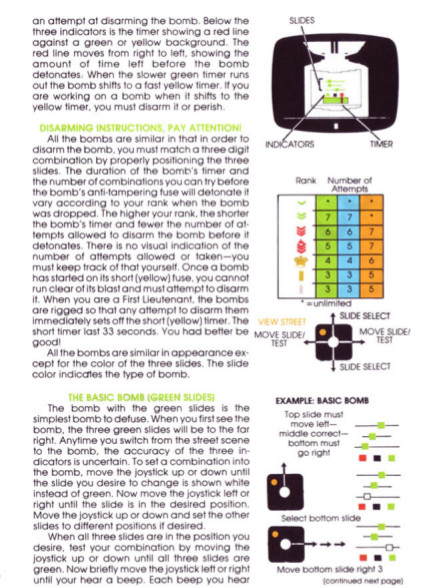 an attempt at disarming the bomb. Below the
three indicators is the timer showing a red line
against a green or yellow background. The
red line moves from right to left, showing the
amount of time left before the bomb
detonates. When the slower green timer runs
out the bomb shifts to a fast yellow timer. If you
are working on a bomb when it shifts to the
yellow timer, you must disarm it or perish.
DISARMING INSTRUCTIONS, PAY ATTENTION!
All the bombs are similar in that in order to
disarm the bomb, you must match a three digit
combination by properly positioning the three
slides. The duration of the bomb's timer and
the number of combinations you can try before
the bomb's anti-tampering fuse will detonate it
vary according to your rank when the bomb
was dropped. The higher your rank, the shorter
the bomb's timer and fewer the number of at-
tempts allowed to disarm the bomb before it
detonates. There is no visual indication of the
number of attempts allowed or taken—you
must keep track of that yourself. Once a bomb
has started on its short (yellow) fuse, you cannot
run clear of its blast and must attempt to disarm
it. When you are a First Lieutenant, the bombs
are rigged so that any attempt to disarm them
immediately sets off the short (yellow) timer. The
short timer last 33 seconds. You had better be
good!
All the bombs are similar in appearance ex-
cept for the color of the three slides. The slide
color indicates the type of bomb.
THE BASIC BOMB (GREEN SLIDES)
The bomb with the green slides is the
simplest bomb to defuse. When you first see the
bomb, the three green slides will be to the far
right. Anytime you switch from the street scene
to the bomb, the accuracy of the three in-
dicators is uncertain. To set a combination into
the bomb, move the joystick up or down until
the slide you desire to change is shown white
instead of green. Now move the joystick left or
right until the slide is in the desired position.
Move the joystick up or down and set the other
slides to different positions if desired.
When all three slides are in the position you
desire, test your combination by moving the
joystick up or down until all three slides are
green. Now briefly move the joystick left or right
until your hear a beep. Each beep you hear
SLIDES
INDICATORS TIMER
Rank Number of
Attempts
* * *
7 7 *
6 6 7
5 5 7
4 4 6
3 3 5
3 3 5
* = unlimited
SLIDE SELECT
VIEW STREET
MOVE SLIDE/
TEST
MOVE SLIDE/
TEST
SLIDE SELECT
EXAMPLE: BASIC BOMB
Top slide must
move left—
middle correct—
bottom must
go right
Select bottom slide
Move bottom slide right 3
(continued next page)